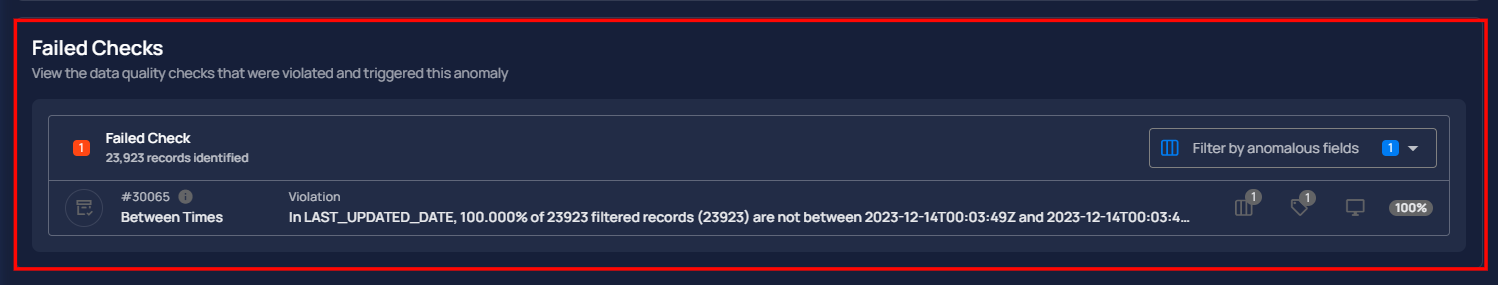 Failed Checks
View the data quality checks that were violated and triggered this anomaly
1
Failed Check
23,923 records identified
Filter by anomalous fields 1
#30065
Between Times
Violation
In LAST_UPDATED_DATE, 100.000% of 23923 filtered records (23923) are not between 2023-12-14T00:03:49Z and 2023-12-14T00:03:4...
1
1
100%